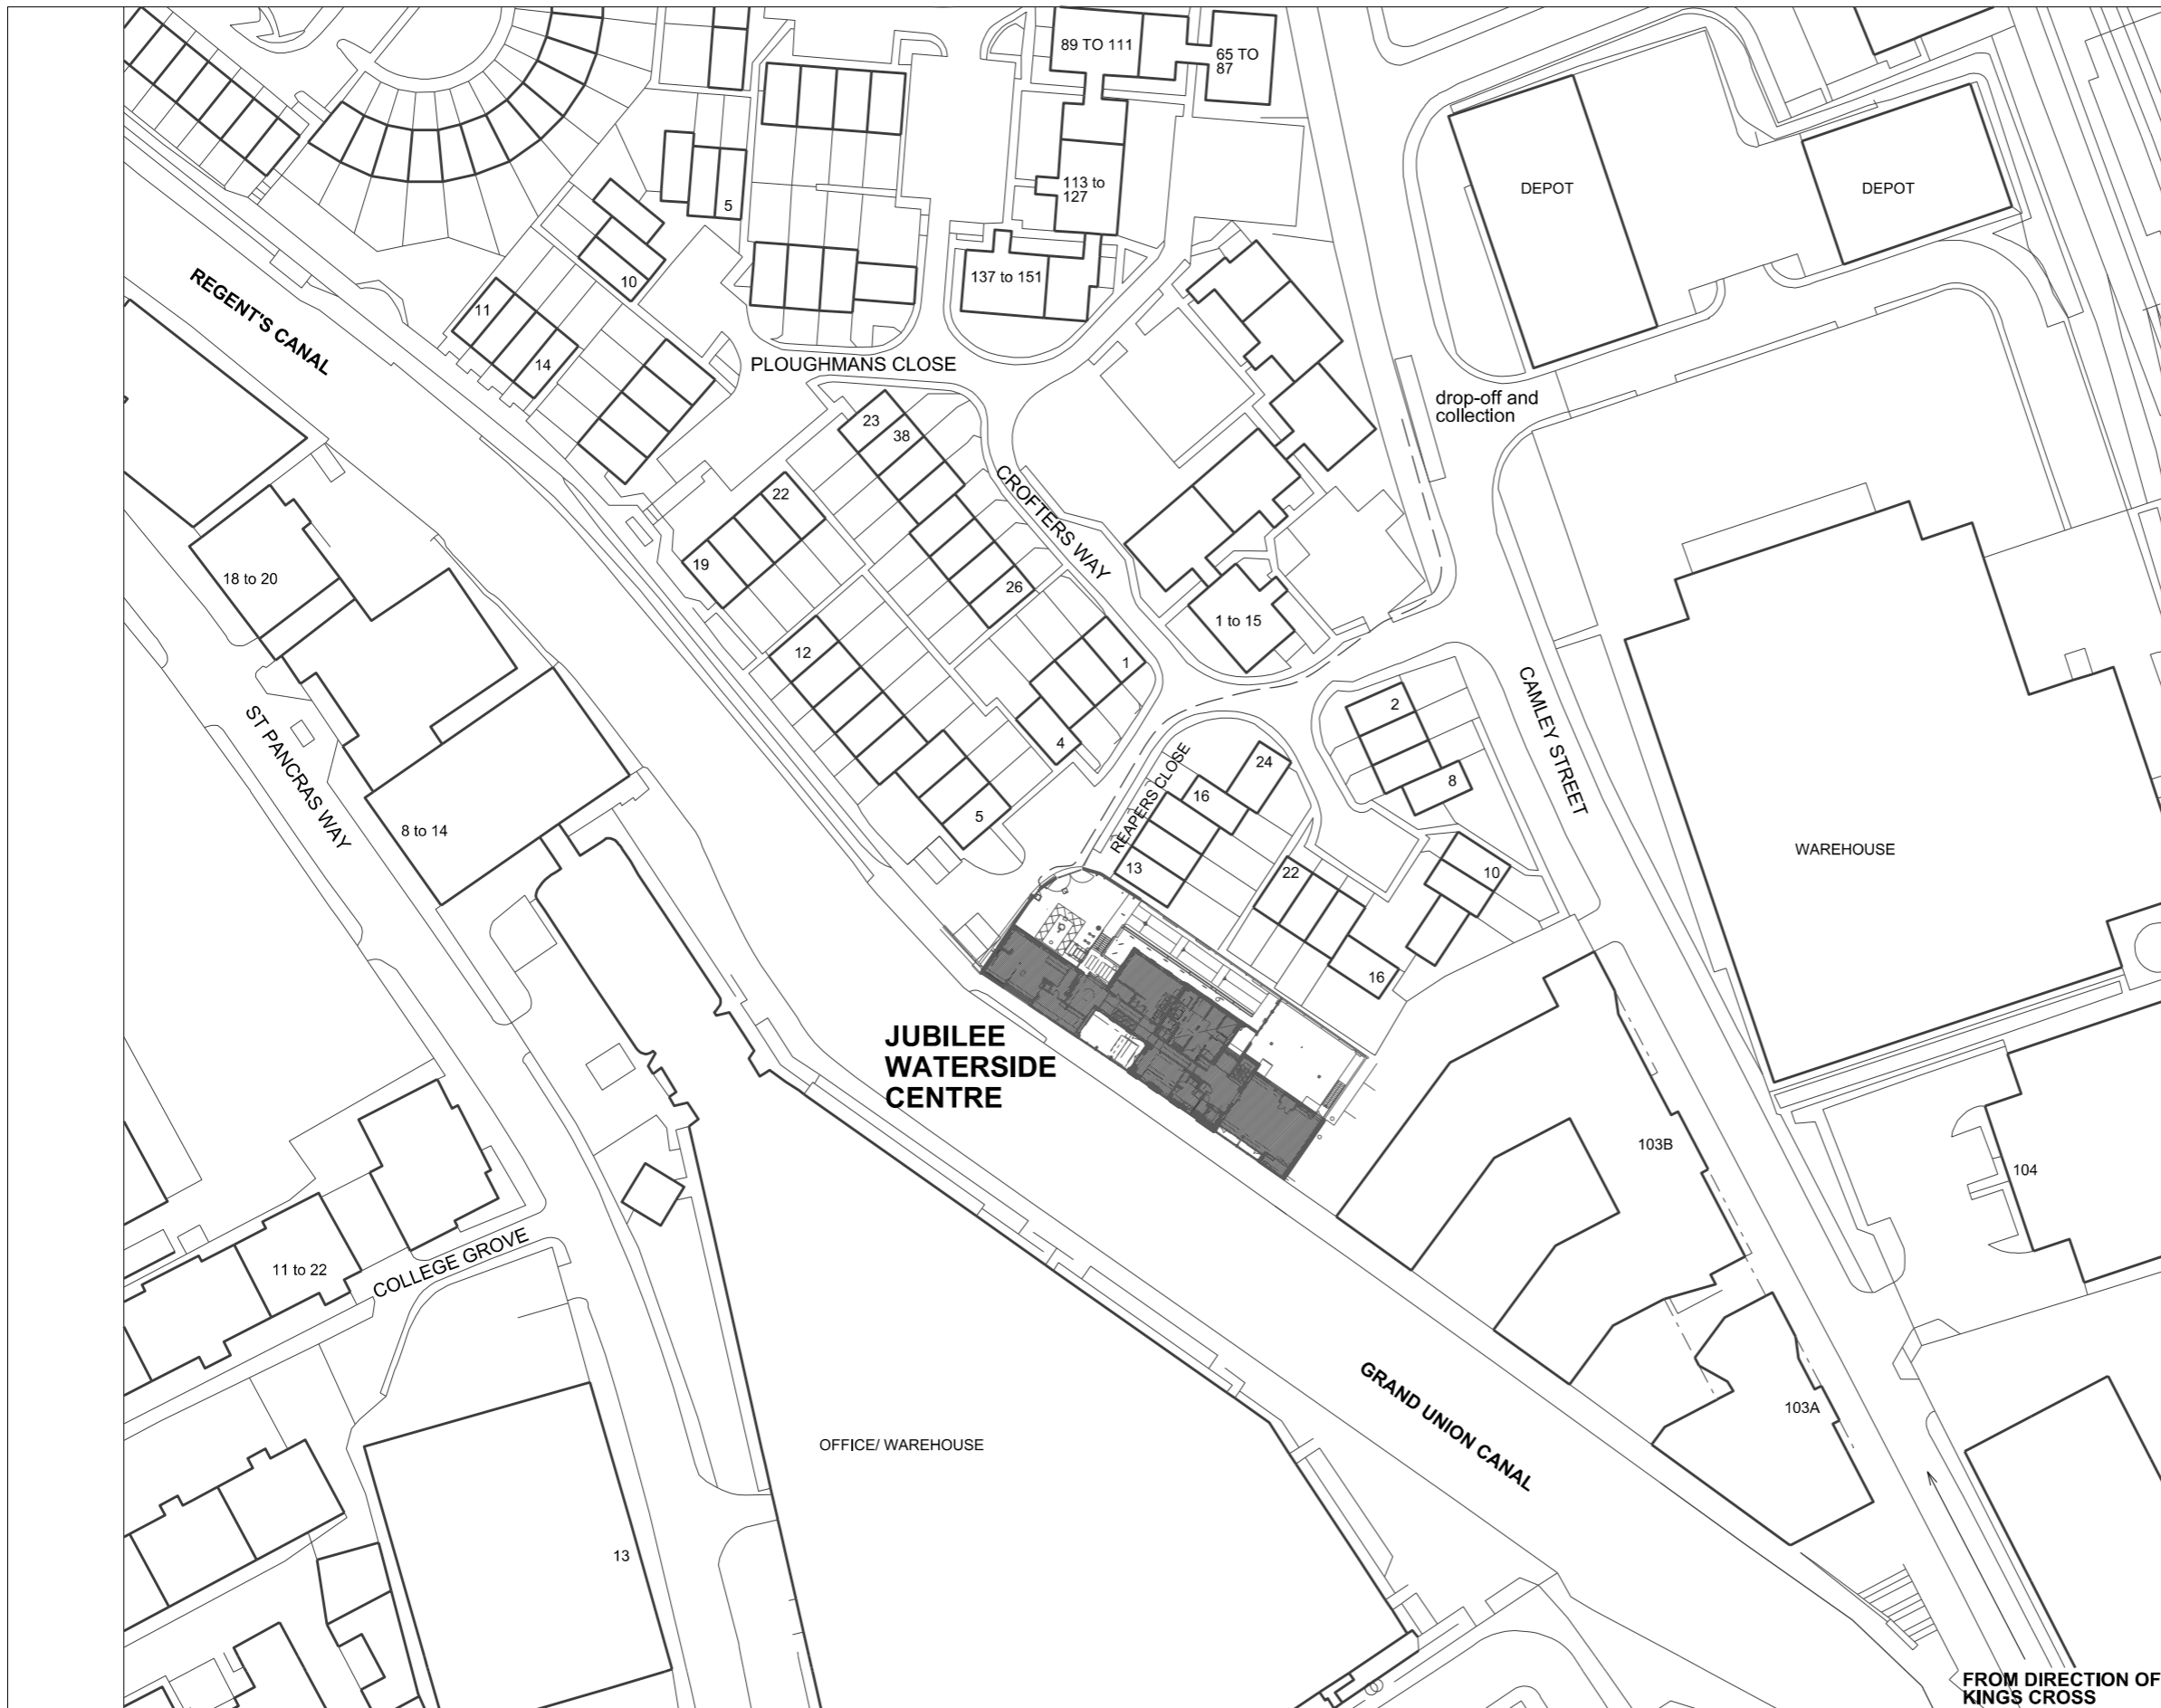 89 TO 111
65 TO
87
DEPOT
DEPOT
113 to
127
5
10
137 to 151
REGENT'S CANAL
11
14
PLOUGHMANS CLOSE
drop-off and
collection
23
38
CROFTERS WAY
22
19
18 to 20
26
1 to 15
12
1
4
2
CAMLEY STREET
ST PANCRAS WAY
24
16
8
REAPERS CLOSE
5
8 to 14
13
22
10
WAREHOUSE
16
JUBILEE
WATERSIDE
CENTRE
103B
104
11 to 22
COLLEGE GROVE
GRAND UNION CANAL
103A
OFFICE/ WAREHOUSE
13
FROM DIRECTION OF
KINGS CROSS